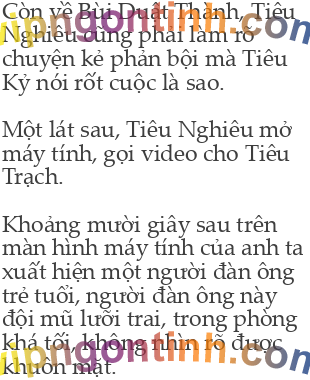 Còn về Bùi Duật Thành, Tiêu
Nghiêu cũng phải làm rõ
chuyện kẻ phản bội mà Tiêu
Kỷ nói rốt cuộc là sao.
Một lát sau, Tiêu Nghiêu mở
máy tính, gọi video cho Tiêu
Trạch.
Khoảng mười giây sau trên
màn hình máy tính của anh ta
xuất hiện một người đàn ông
trẻ tuổi, người đàn ông này
đội mũ lưỡi trai, trong phòng
khá tối, không nhìn rõ được
khuôn mặt.
vipngontinh.com
vipngontinh.com